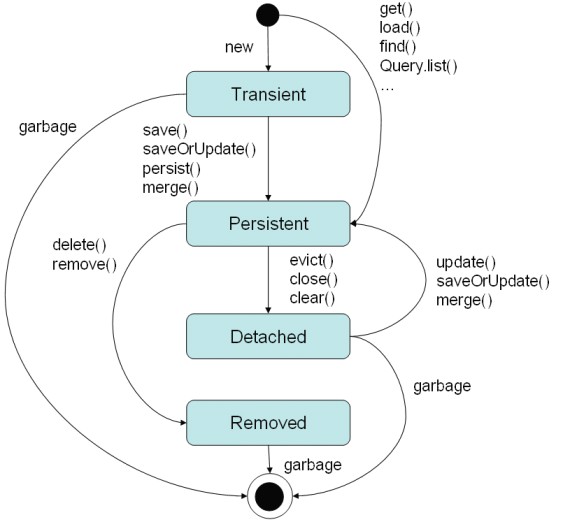 get()
load()
find()
Query.list()
...
new
Transient
garbage
save()
saveOrUpdate()
persist()
merge()
Persistent
delete()
remove()
evict()
close()
clear()
update()
saveOrUpdate()
merge()
Detached
garbage
Removed
garbage